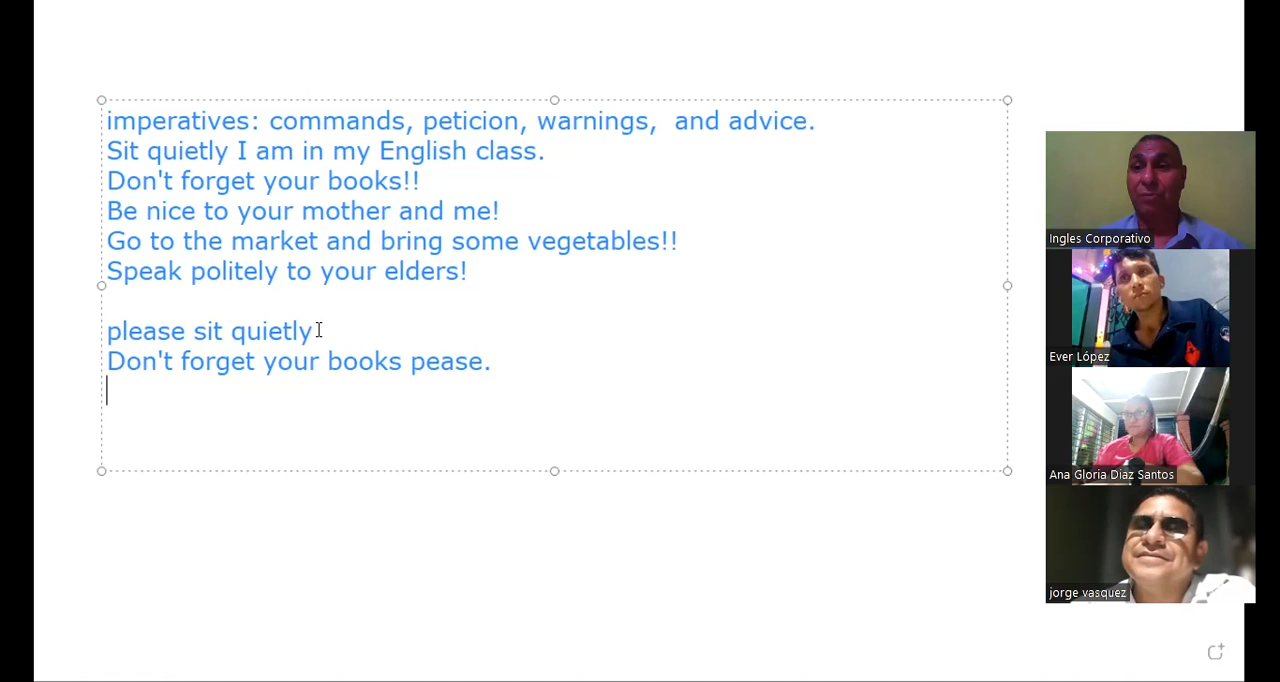 imperatives: commands, peticion, warnings,  and advice.
Sit quietly I am in my English class.
Don't forget your books!!
Be nice to your mother and me!
Go to the market and bring some vegetables!!
Speak politely to your elders!
please sit quietly
Don't forget your books pease.
Ingles Corporativo
Ever López
Ana Gloria Diaz Santos
jorge vasquez